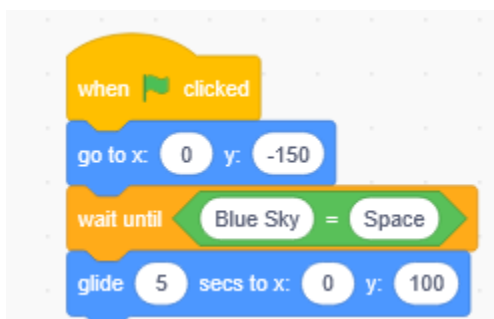 when clicked
go to x: 0 y: -150
wait until Blue Sky = Space
glide 5 secs to x: 0 y: 100